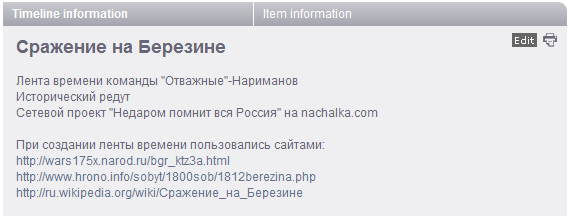 Timeline information
Item information
Сражение на Березине
Edit
Лента времени команды "Отважные"-Нариманов
Исторический редут
Сетевой проект "Недаром помнит вся Россия" на nachalka.com
При создании ленты времени пользовались сайтами:
http://wars175x.narod.ru/bgr_ktz3a.html
http://www.hrono.info/sobyt/1800sob/1812berezina.php
http://ru.wikipedia.org/wiki/Сражение_на_Березине